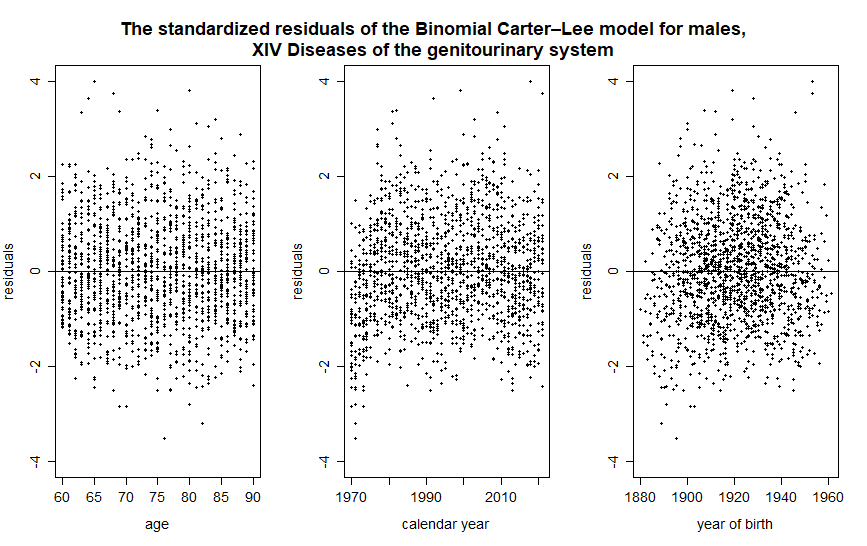 The standardized residuals of the Binomial Carter–Lee model for males,
XIV Diseases of the genitourinary system
residuals
4
2
0
-2
-4
60 65 70 75 80 85 90
age
residuals
4
2
0
-2
-4
1970 1990 2010
calendar year
residuals
4
2
0
-2
-4
1880 1900 1920 1940 1960
year of birth